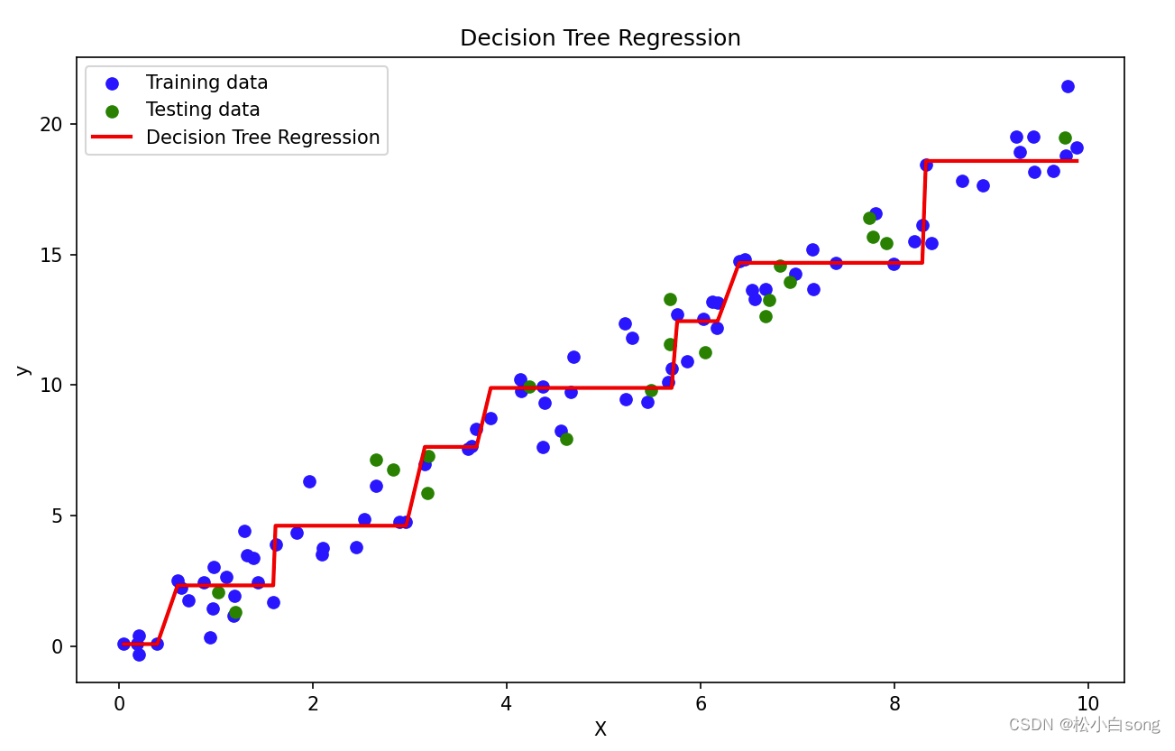 Decision Tree Regression
Training data
Testing data
Decision Tree Regression
20
15
10
5
0
y
0 2 4 6 8 10
X
CSDN @松小白song